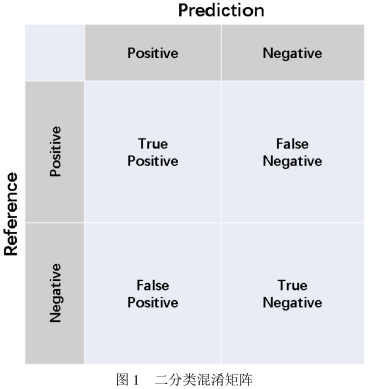 Prediction
Positive
Negative
Reference
Positive
True
Positive
False
Negative
Negative
False
Positive
True
Negative
图 1 二分类混淆矩阵